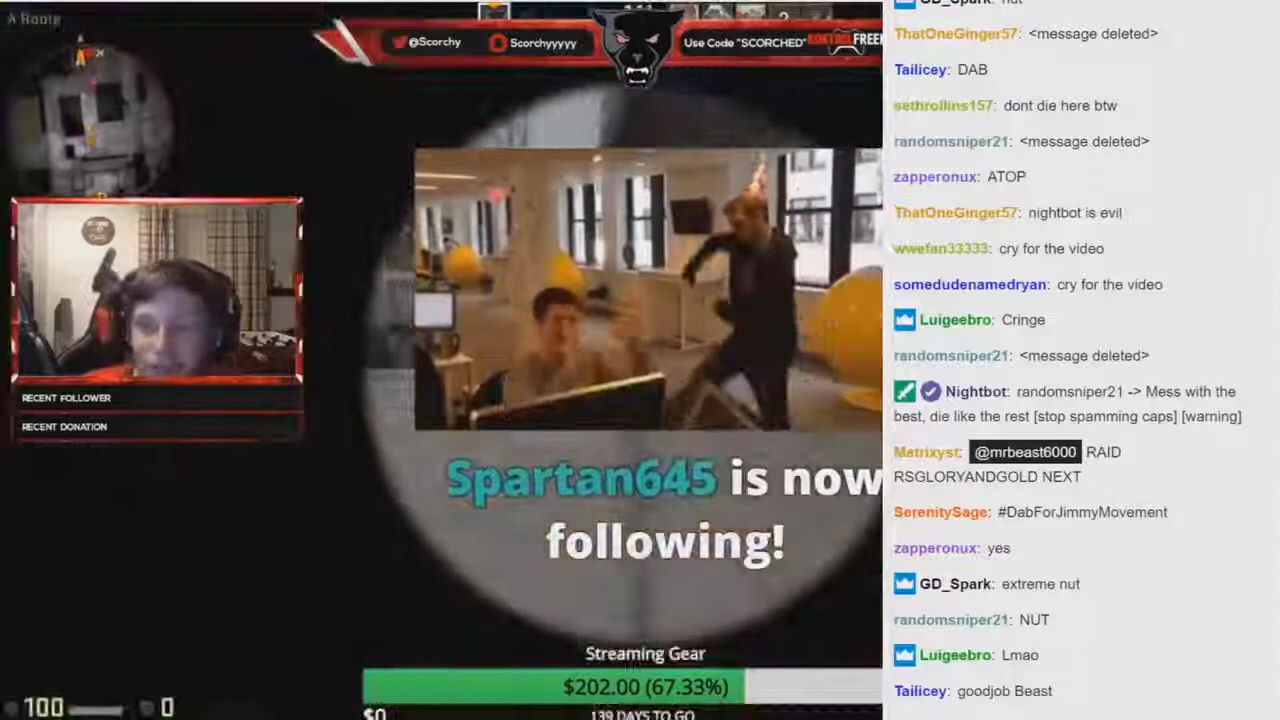 A Route
@Scorchy
Scorchyyyyy
Use Code "SCORCHED"
RECENT FOLLOWER
RECENT DONATION
Spartan645 is now
following!
Streaming Gear
$202.00 (67.33%)
$0
139 DAYS TO GO
100
0
GD_Spark: nut
ThatOneGinger57: <message deleted>
Tailicey: DAB
sethrollins157: dont die here btw
randomsniper21: <message deleted>
zapperonux: ATOP
ThatOneGinger57: nightbot is evil
wwefan33333: cry for the video
somedudenamedryan: cry for the video
Luigeebro: Cringe
randomsniper21: <message deleted>
Nightbot: randomsniper21 -> Mess with the
best, die like the rest [stop spamming caps] [warning]
Matrixyst: @mrbeast6000 RAID
RSGLORYANDGOLD NEXT
SerenitySage: #DabForJimmyMovement
zapperonux: yes
GD_Spark: extreme nut
randomsniper21: NUT
Luigeebro: Lmao
Tailicey: goodjob Beast